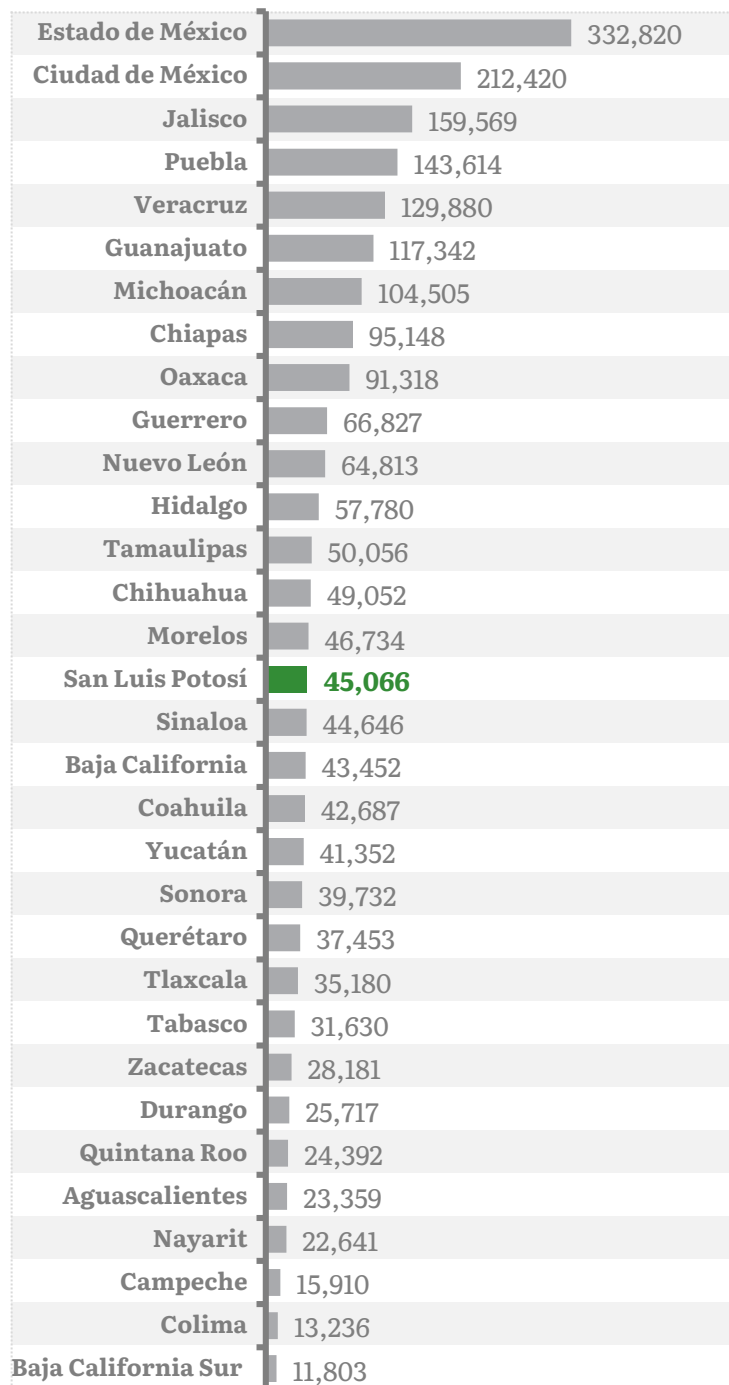 Estado de México 332,820
Ciudad de México 212,420
Jalisco 159,569
Puebla 143,614
Veracruz 129,880
Guanajuato 117,342
Michoacán 104,505
Chiapas 95,148
Oaxaca 91,318
Guerrero 66,827
Nuevo León 64,813
Hidalgo 57,780
Tamaulipas 50,056
Chihuahua 49,052
Morelos 46,734
San Luis Potosí 45,066
Sinaloa 44,646
Baja California 43,452
Coahuila 42,687
Yucatán 41,352
Sonora 39,732
Querétaro 37,453
Tlaxcala 35,180
Tabasco 31,630
Zacatecas 28,181
Durango 25,717
Quintana Roo 24,392
Aguascalientes 23,359
Nayarit 22,641
Campeche 15,910
Colima 13,236
Baja California Sur 11,803